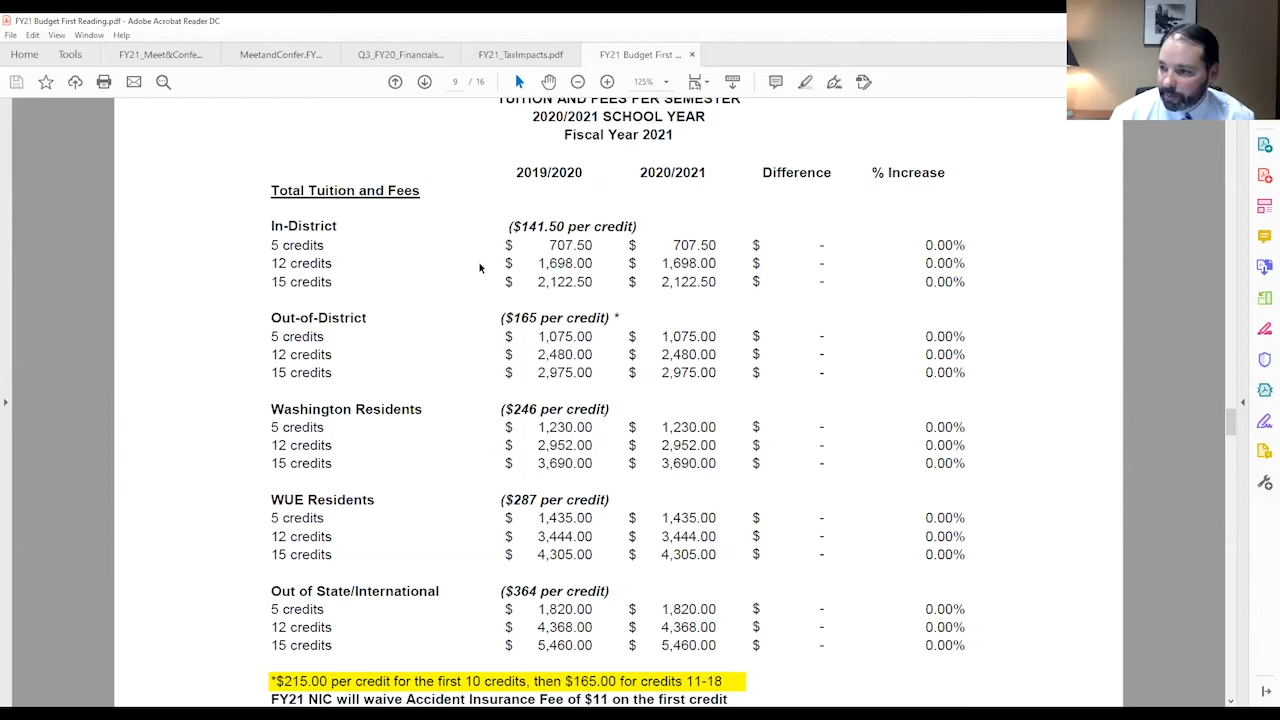 FY21 Budget First Reading.pdf - Adobe Acrobat Reader DC
File Edit View Window Help
Home Tools FY21_Meet&Confe... MeetandConfer.FY... Q3_FY20_Financials... FY21_TaxImpacts.pdf FY21 Budget First ... ×
9 / 16 125%
TUITION AND FEES PER SEMESTER
2020/2021 SCHOOL YEAR
Fiscal Year 2021
2019/2020 2020/2021 Difference % Increase
Total Tuition and Fees
In-District ($141.50 per credit)
5 credits $ 707.50 $ 707.50 $ - 0.00%
12 credits $ 1,698.00 $ 1,698.00 $ - 0.00%
15 credits $ 2,122.50 $ 2,122.50 $ - 0.00%
Out-of-District ($165 per credit) *
5 credits $ 1,075.00 $ 1,075.00 $ - 0.00%
12 credits $ 2,480.00 $ 2,480.00 $ - 0.00%
15 credits $ 2,975.00 $ 2,975.00 $ - 0.00%
Washington Residents ($246 per credit)
5 credits $ 1,230.00 $ 1,230.00 $ - 0.00%
12 credits $ 2,952.00 $ 2,952.00 $ - 0.00%
15 credits $ 3,690.00 $ 3,690.00 $ - 0.00%
WUE Residents ($287 per credit)
5 credits $ 1,435.00 $ 1,435.00 $ - 0.00%
12 credits $ 3,444.00 $ 3,444.00 $ - 0.00%
15 credits $ 4,305.00 $ 4,305.00 $ - 0.00%
Out of State/International ($364 per credit)
5 credits $ 1,820.00 $ 1,820.00 $ - 0.00%
12 credits $ 4,368.00 $ 4,368.00 $ - 0.00%
15 credits $ 5,460.00 $ 5,460.00 $ - 0.00%
*$215.00 per credit for the first 10 credits, then $165.00 for credits 11-18
FY21 NIC will waive Accident Insurance Fee of $11 on the first credit